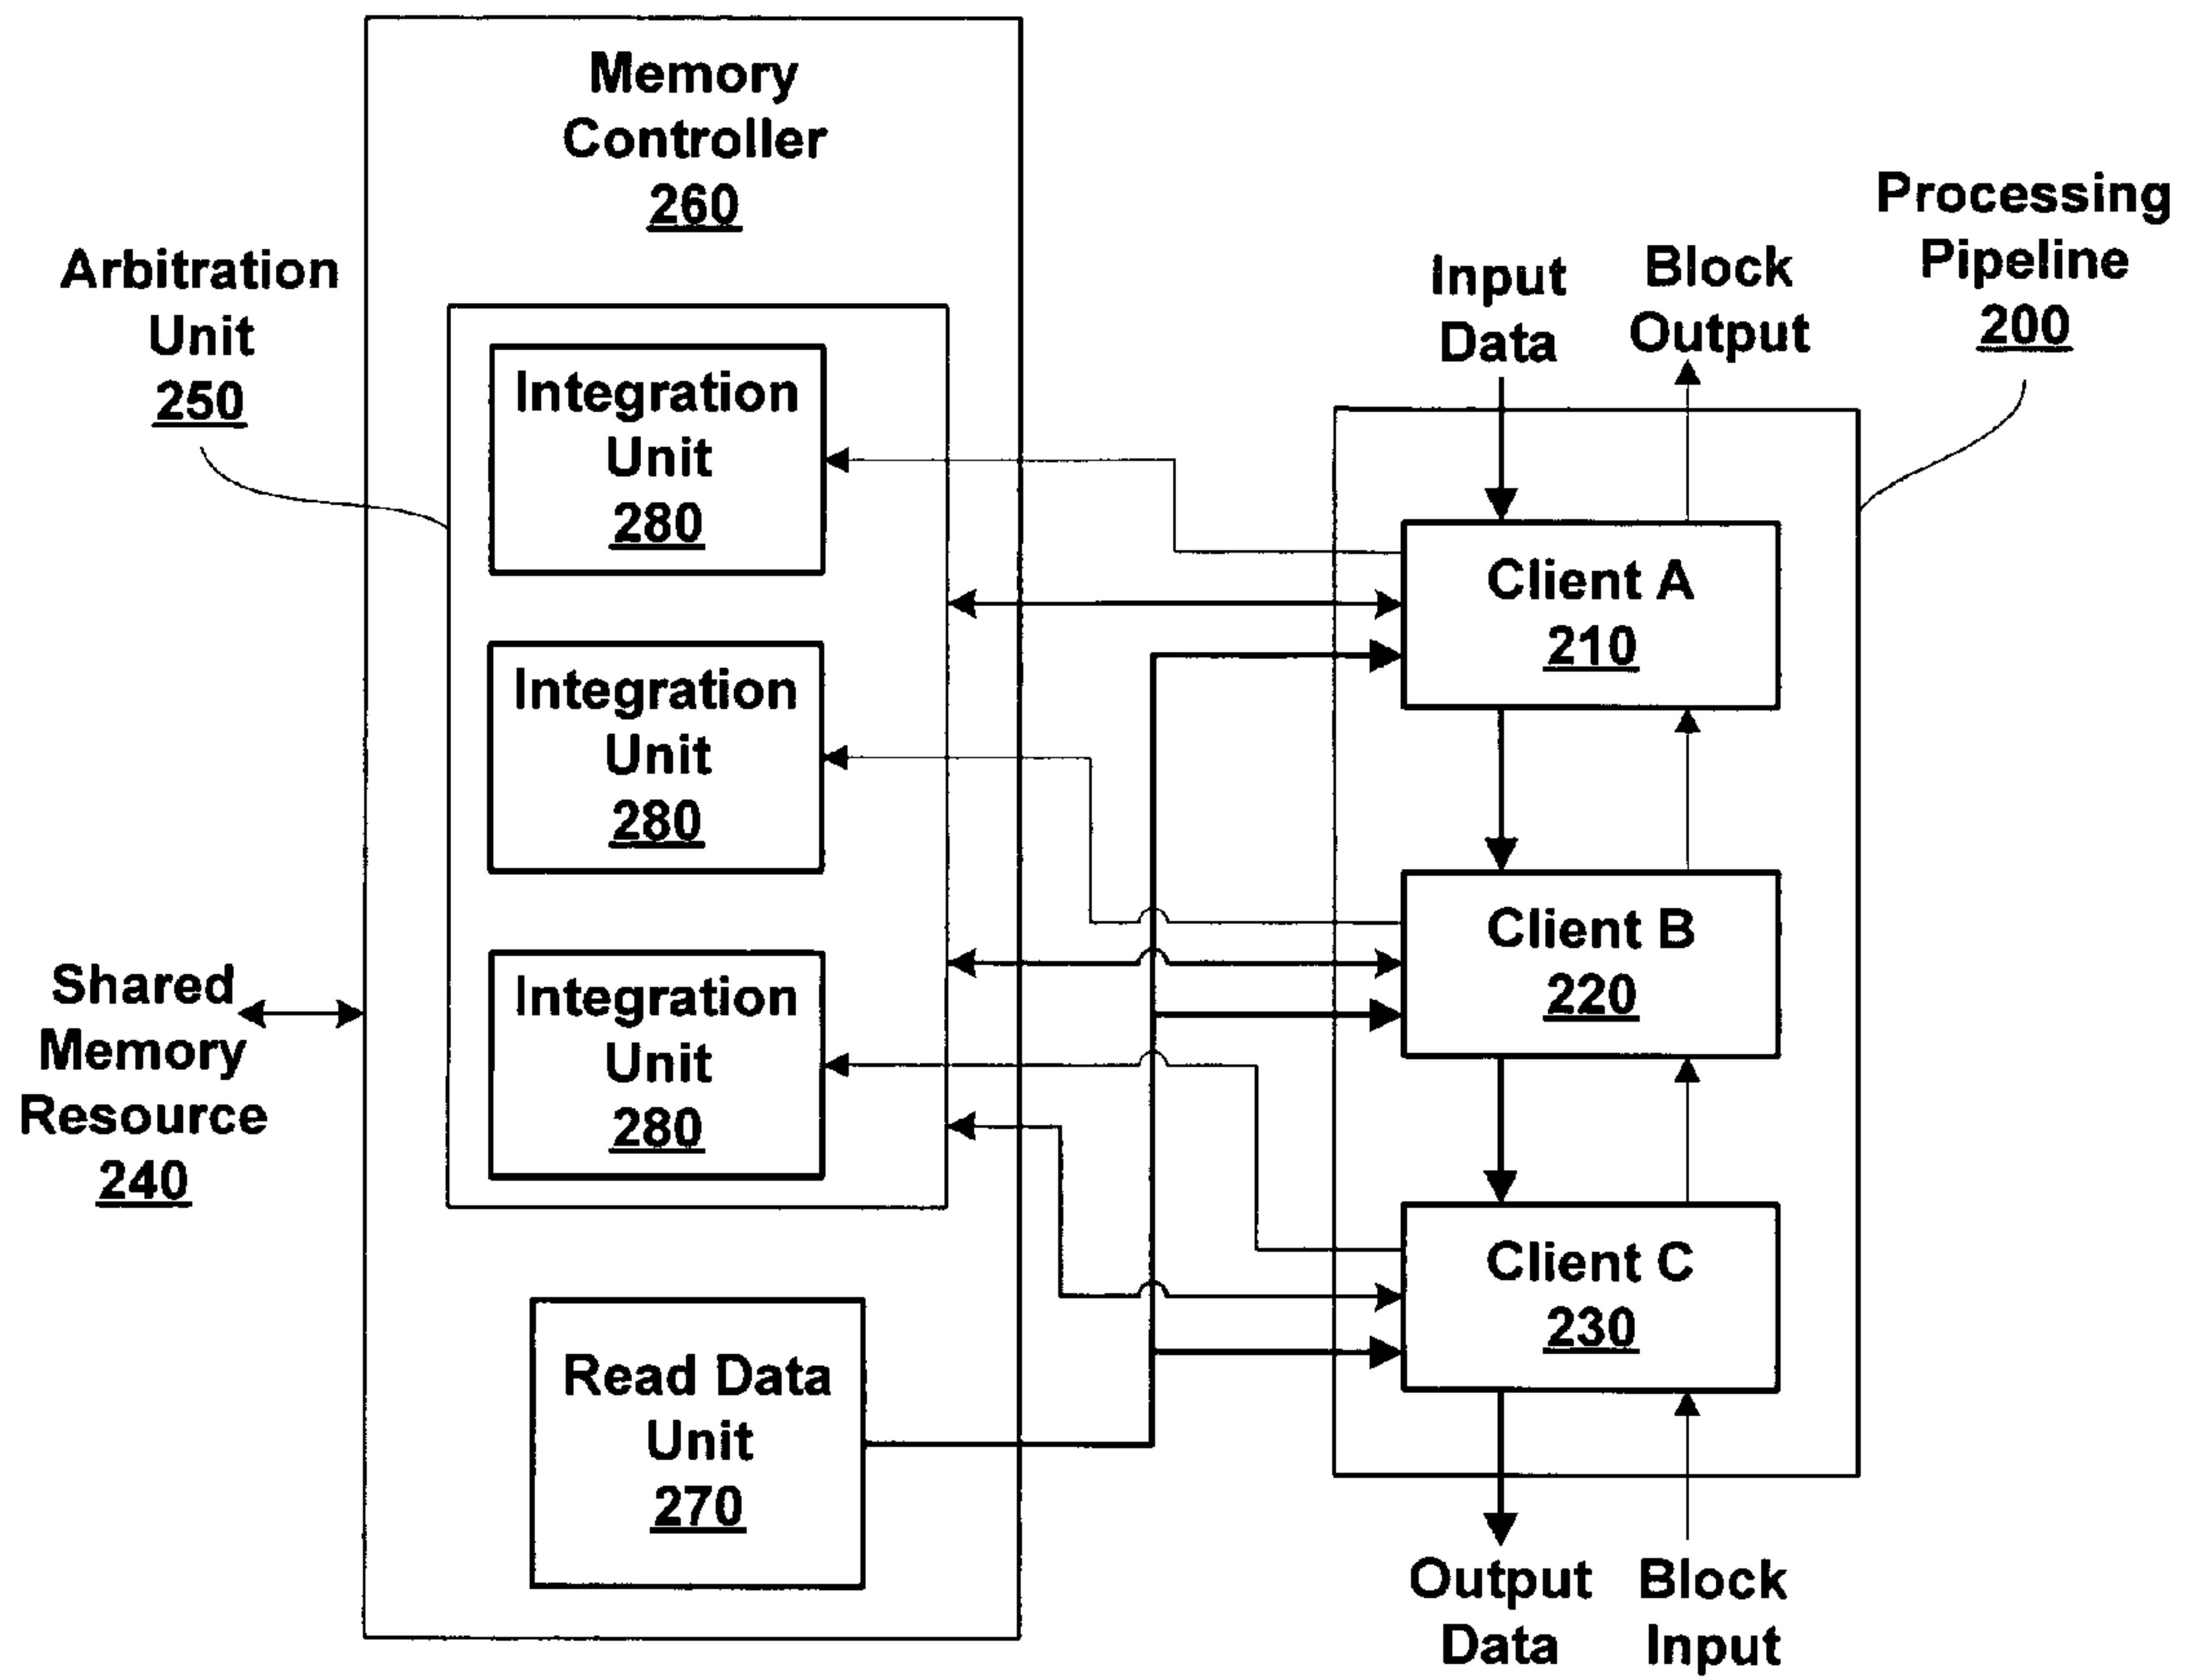 Memory
Controller
260
Arbitration
Unit
250
Integration
Unit
280
Integration
Unit
280
Integration
Unit
280
Read Data
Unit
270
Shared
Memory
Resource
240
Processing
Pipeline
200
Input
Data
Block
Output
Client A
210
Client B
220
Client C
230
Output
Data
Block
Input